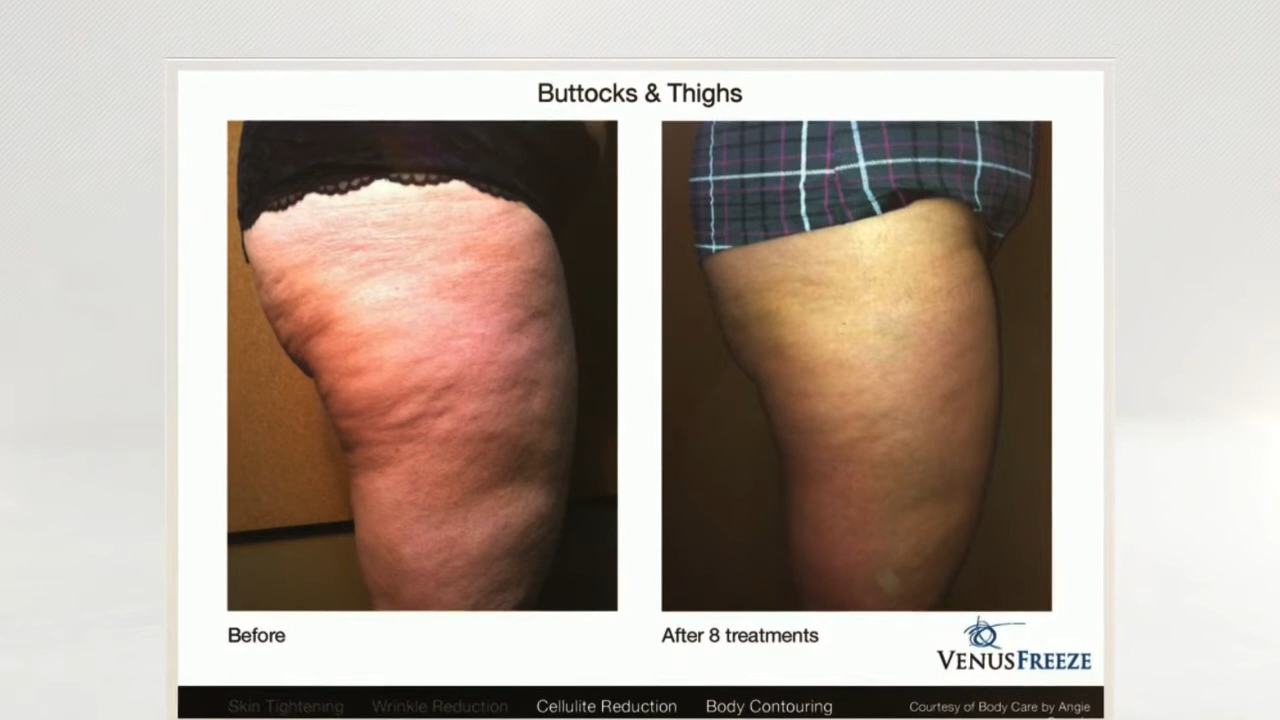 Buttocks & Thighs
Before
After 8 treatments
VENUSFREEZE
Skin Tightening
Wrinkle Reduction
Cellulite Reduction
Body Contouring
Courtesy of Body Care by Angie